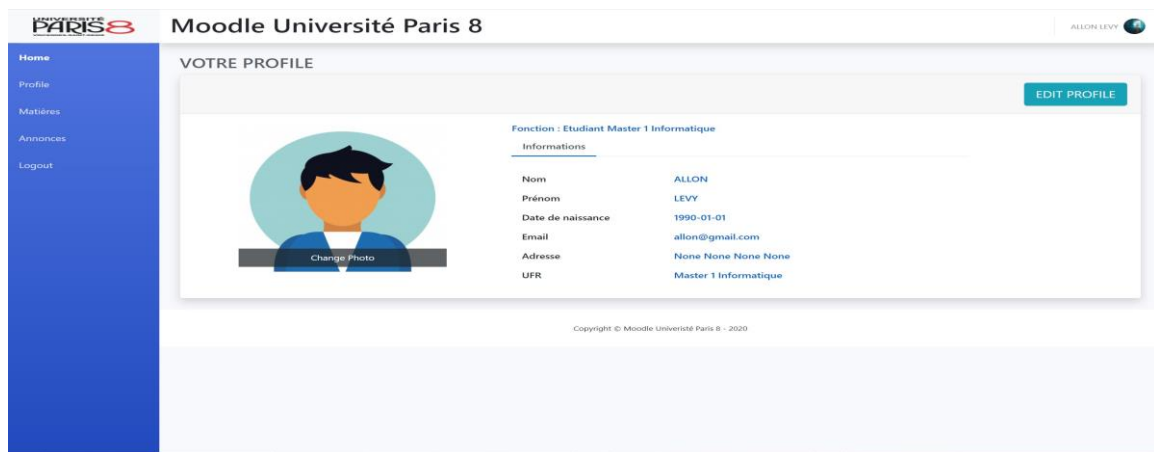 UNIVERSITÉ
PARIS8
Moodle Université Paris 8
ALLON LEVY
Home
Profile
Matières
Annonces
Logout
VOTRE PROFILE
EDIT PROFILE
Change Photo
Fonction : Etudiant Master 1 Informatique
Informations
Nom ALLON
Prénom LEVY
Date de naissance 1990-01-01
Email allon@gmail.com
Adresse None None None None
UFR Master 1 Informatique
Copyright © Moodle Univeristé Paris 8 - 2020